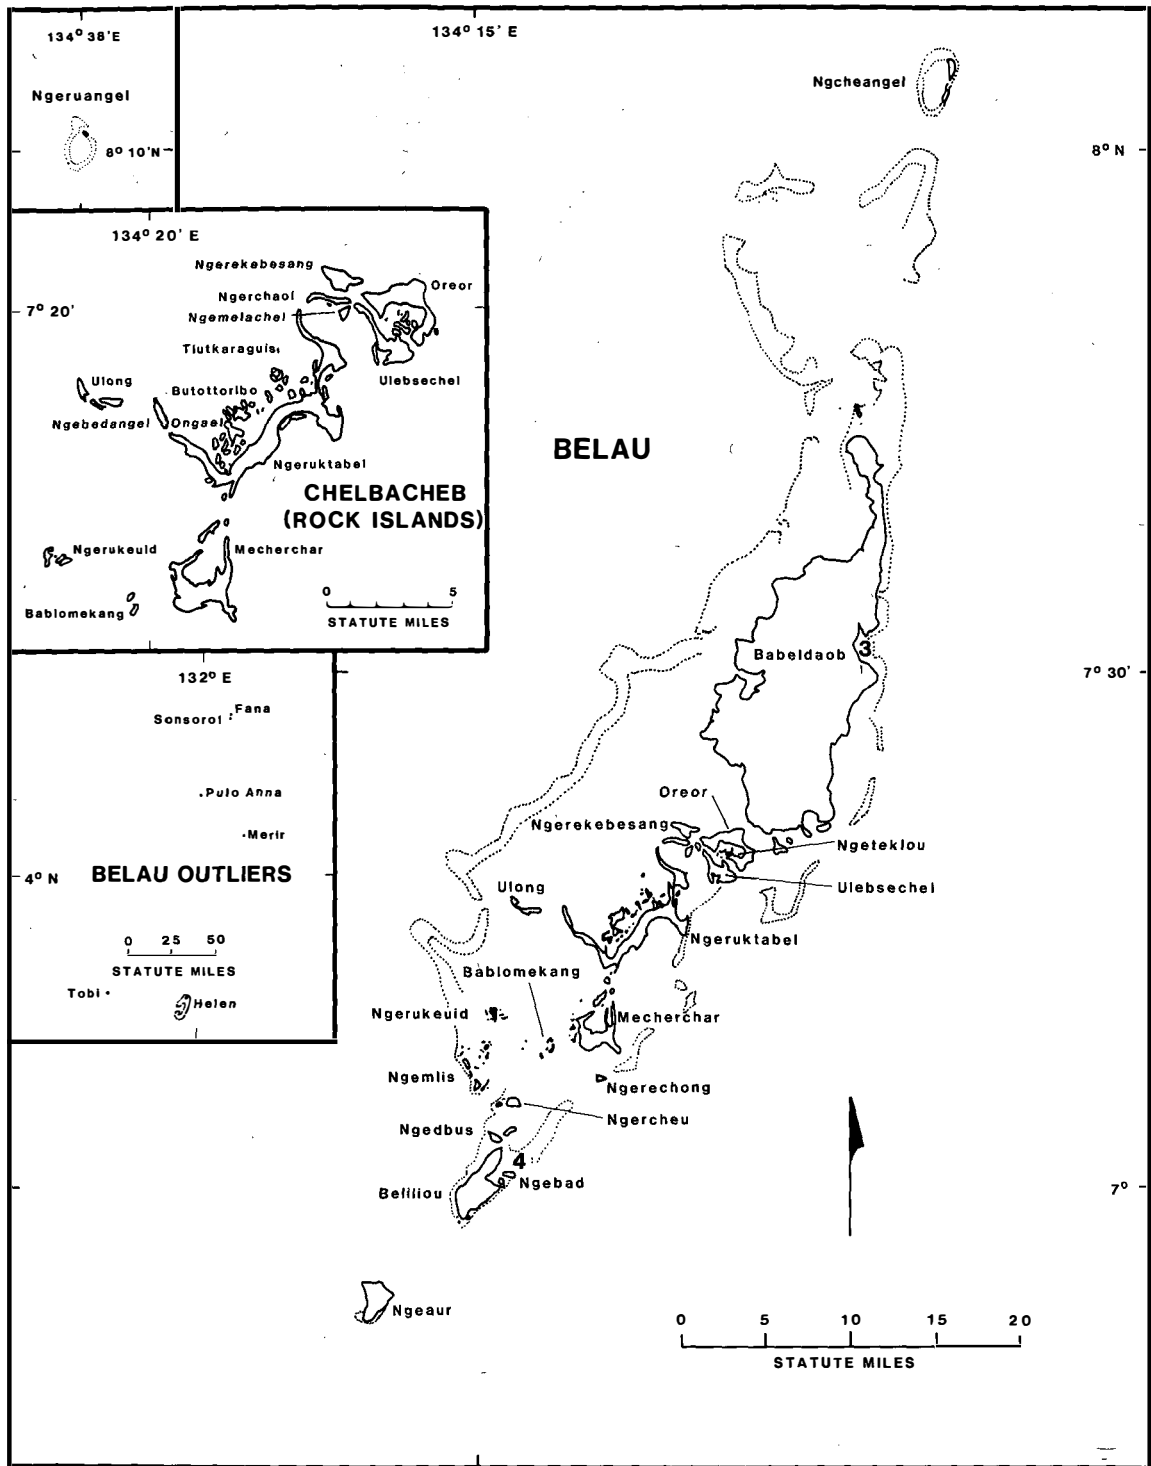 134° 38'E
134° 15' E
Ngeruangel
8° 10'N
Ngcheangel
8° N
134° 20' E
7° 20'
Ngerekebesang
Oreor
Ngerchaol
Ngemelachel
Tlutkaraguis
Ulebsechel
Ulong
Butottoribo
Ngebedangel
Ongael
Ngeruktabel
CHELBACHEB
(ROCK ISLANDS)
Ngerukeuid
Mecherchar
Bablomekang
0 5
STATUTE MILES
BELAU
132° E
Fana
Sonsorol
Pulo Anna
Merir
4° N
BELAU OUTLIERS
0 25 50
STATUTE MILES
Tobi
Helen
Babeldaob
3
7° 30'
Oreor
Ngerekebesang
Ngeteklou
Ulebsechel
Ulong
Ngeruktabel
Bablomekang
Ngerukeuid
Mecherchar
Ngemlis
Ngerechong
Ngercheu
Ngedbus
4
Ngebad
Beliliou
7°
Ngeaur
0 5 10 15 20
STATUTE MILES